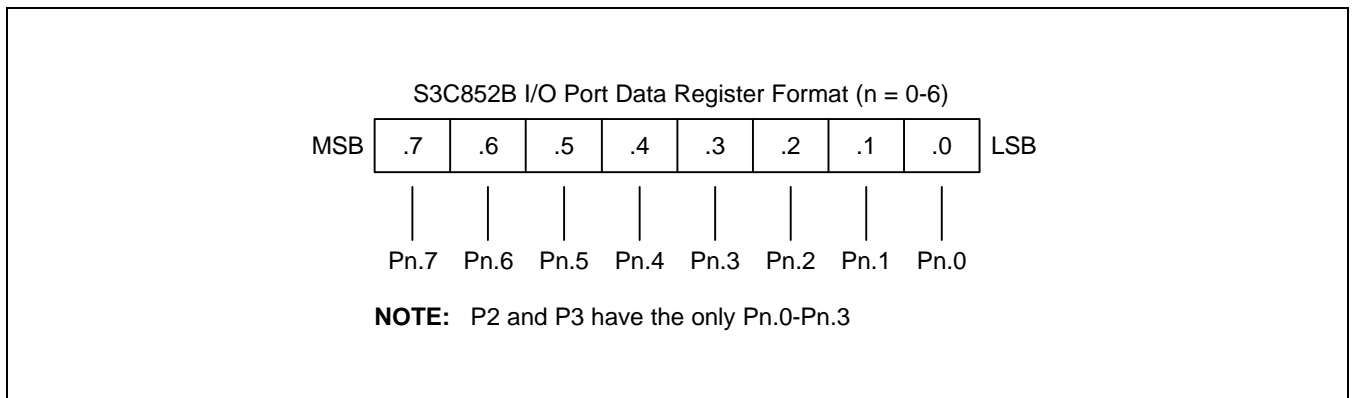 S3C852B I/O Port Data Register Format (n = 0-6)
MSB .7 .6 .5 .4 .3 .2 .1 .0 LSB
Pn.7 Pn.6 Pn.5 Pn.4 Pn.3 Pn.2 Pn.1 Pn.0
NOTE: P2 and P3 have the only Pn.0-Pn.3